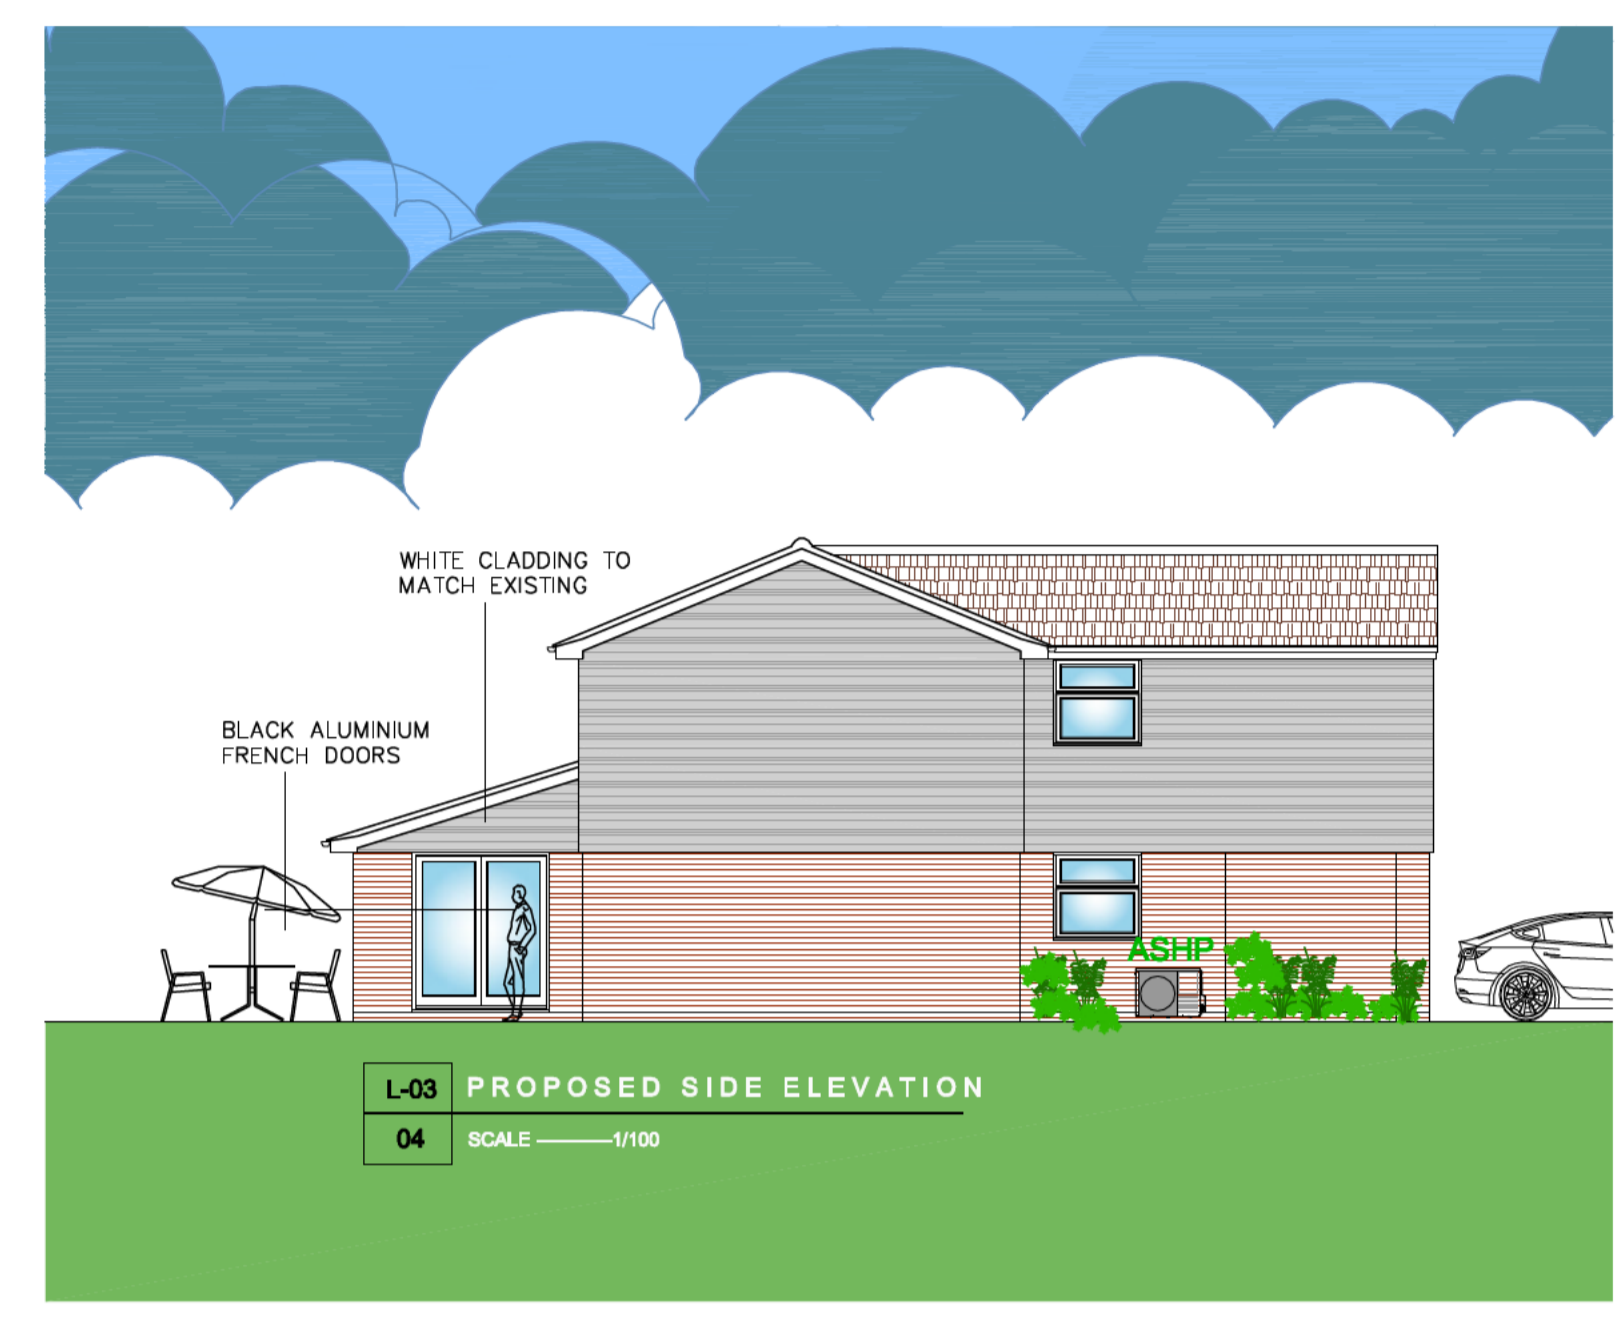 WHITE CLADDING TO
MATCH EXISTING
BLACK ALUMINIUM
FRENCH DOORS
ASHP
L-03 PROPOSED SIDE ELEVATION
04 SCALE 1/100